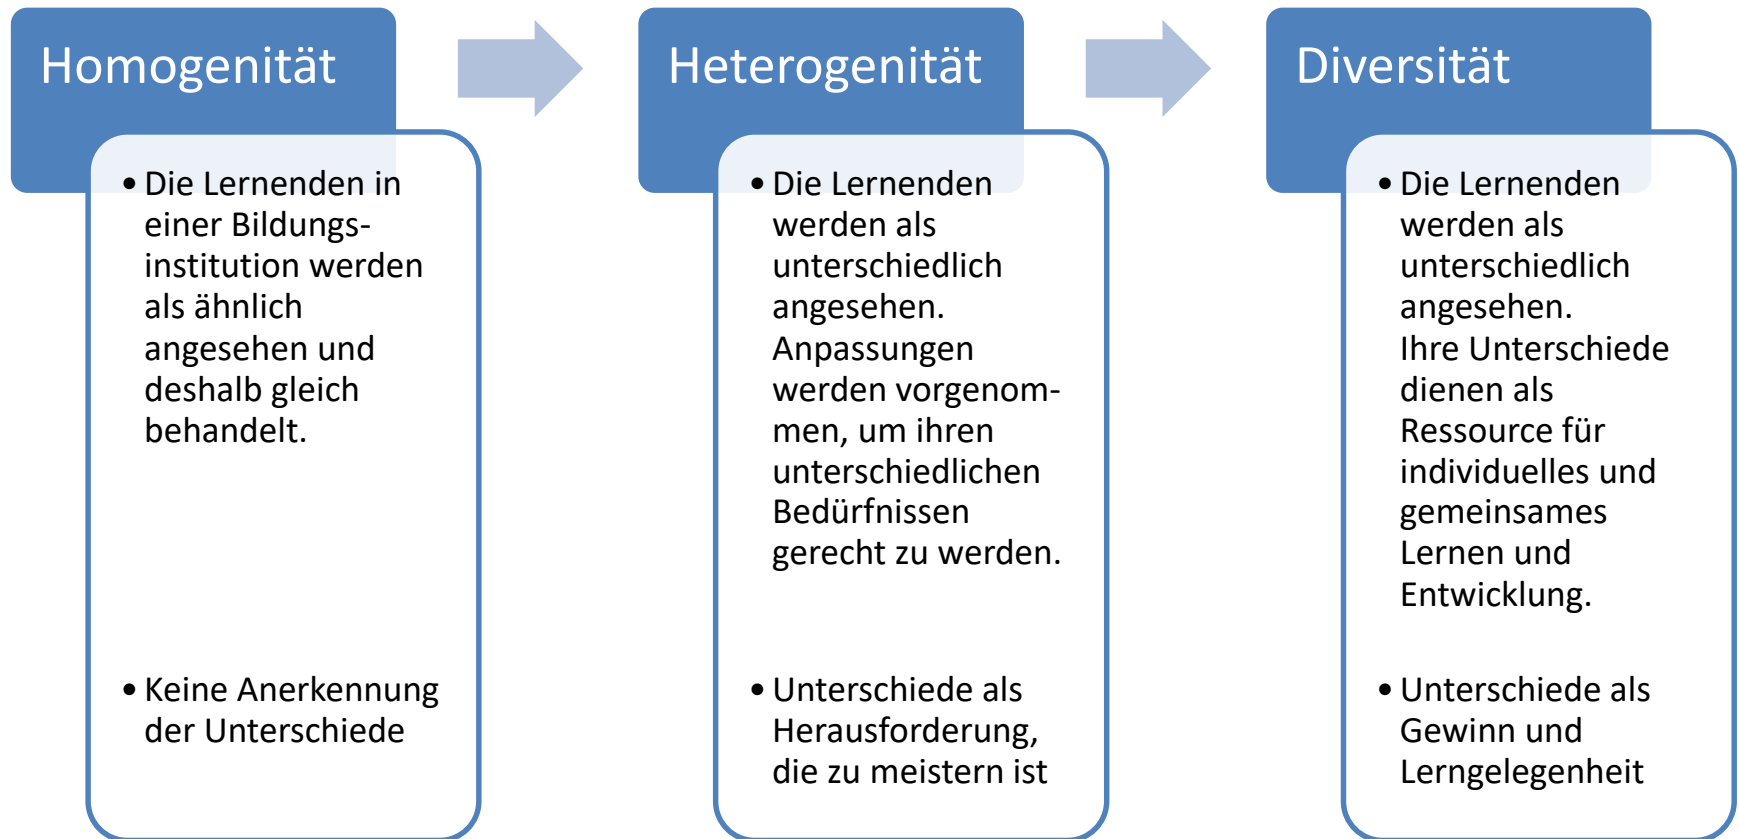 Homogenität
• Die Lernenden in
einer Bildungs-
institution werden
als ähnlich
angesehen und
deshalb gleich
behandelt.
• Keine Anerkennung
der Unterschiede
Heterogenität
• Die Lernenden
werden als
unterschiedlich
angesehen.
Anpassungen
werden vorgenom-
men, um ihren
unterschiedlichen
Bedürfnissen
gerecht zu werden.
• Unterschiede als
Herausforderung,
die zu meistern ist
Diversität
• Die Lernenden
werden als
unterschiedlich
angesehen.
Ihre Unterschiede
dienen als
Ressource für
individuelles und
gemeinsames
Lernen und
Entwicklung.
• Unterschiede als
Gewinn und
Lerngelegenheit